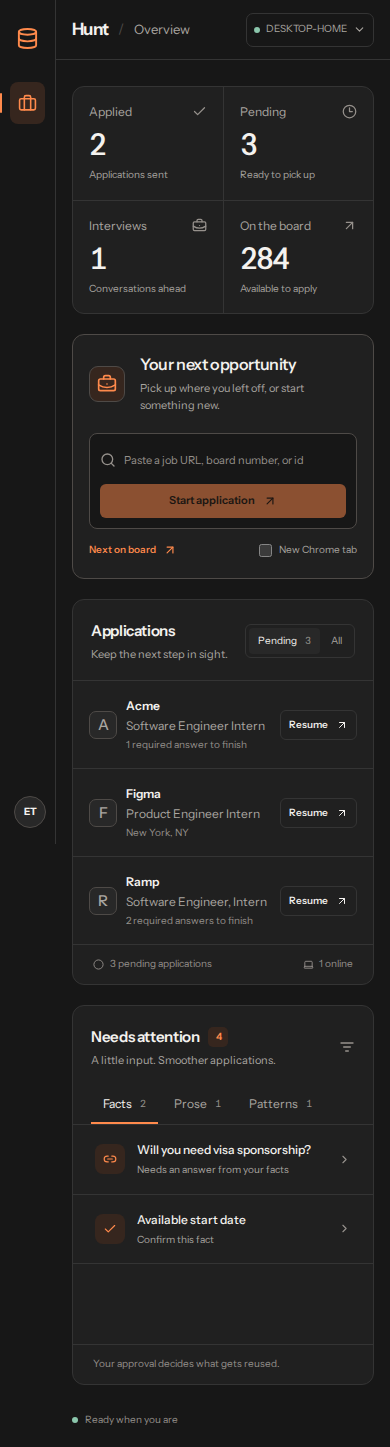 Hunt / Overview DESKTOP-HOME
Applied Pending
2 3
Applications sent Ready to pick up
Interviews On the board
1 284
Conversations ahead Available to apply
Your next opportunity
Pick up where you left off, or start
something new.
Paste a job URL, board number, or id
Start application
Next on board New Chrome tab
Applications
Keep the next step in sight.
Pending 3 All
Acme
A Software Engineer Intern Resume
1 required answer to finish
Figma
F Product Engineer Intern Resume
New York, NY
ET
Ramp
R Software Engineer, Intern Resume
2 required answers to finish
3 pending applications 1 online
Needs attention 4
A little input. Smoother applications.
Facts 2 Prose 1 Patterns 1
Will you need visa sponsorship?
Needs an answer from your facts
Available start date
Confirm this fact
Your approval decides what gets reused.
Ready when you are